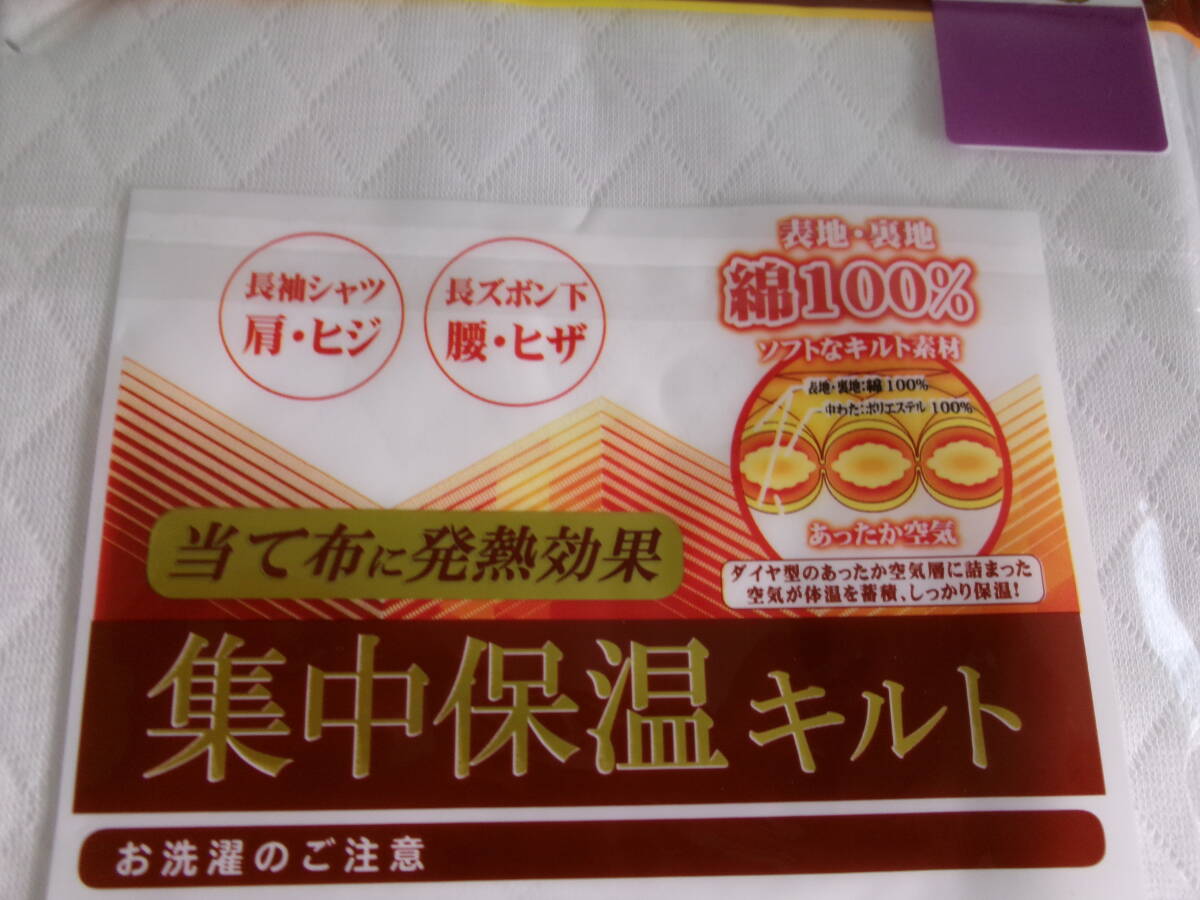 長袖シャツ
肩・ヒジ
長ズボン下
腰・ヒザ
表地・裏地
綿100%
ソフトなキルト素材
表地・裏地:綿100%
中わた:ポリエステル100%
あったか空気
ダイヤ型のあったか空気層に詰まった
空気が体温を蓄積、しっかり保温!
当て布に発熱効果
集中保温キルト
お洗濯のご注意